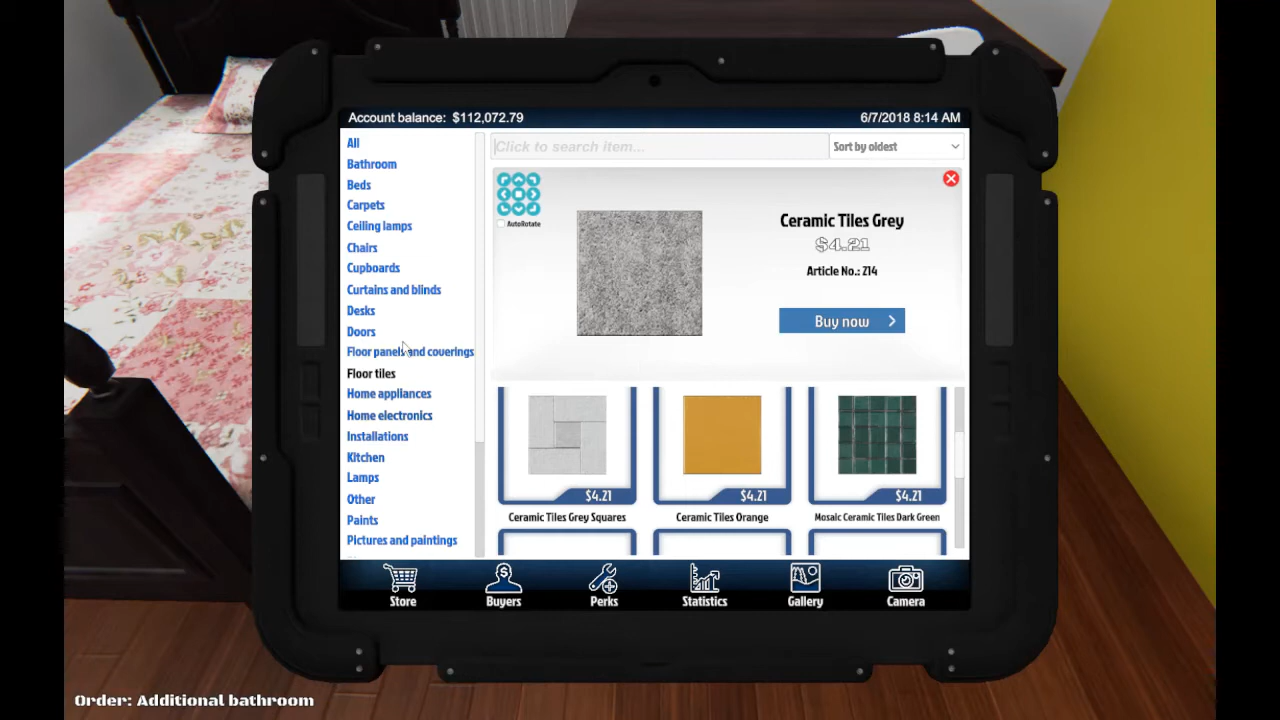 Account balance: $112,072.79
6/7/2018 8:14 AM
All
Bathroom
Beds
Carpets
Ceiling lamps
Chairs
Cupboards
Curtains and blinds
Desks
Doors
Floor panels and coverings
Floor tiles
Home appliances
Home electronics
Installations
Kitchen
Lamps
Other
Paints
Pictures and paintings
Click to search item...
Sort by oldest
AutoRotate
Ceramic Tiles Grey
$4.21
Article No.: Z14
Buy now
$4.21
$4.21
$4.21
Ceramic Tiles Grey Squares
Ceramic Tiles Orange
Mosaic Ceramic Tiles Dark Green
Store
Buyers
Perks
Statistics
Gallery
Camera
Order: Additional bathroom